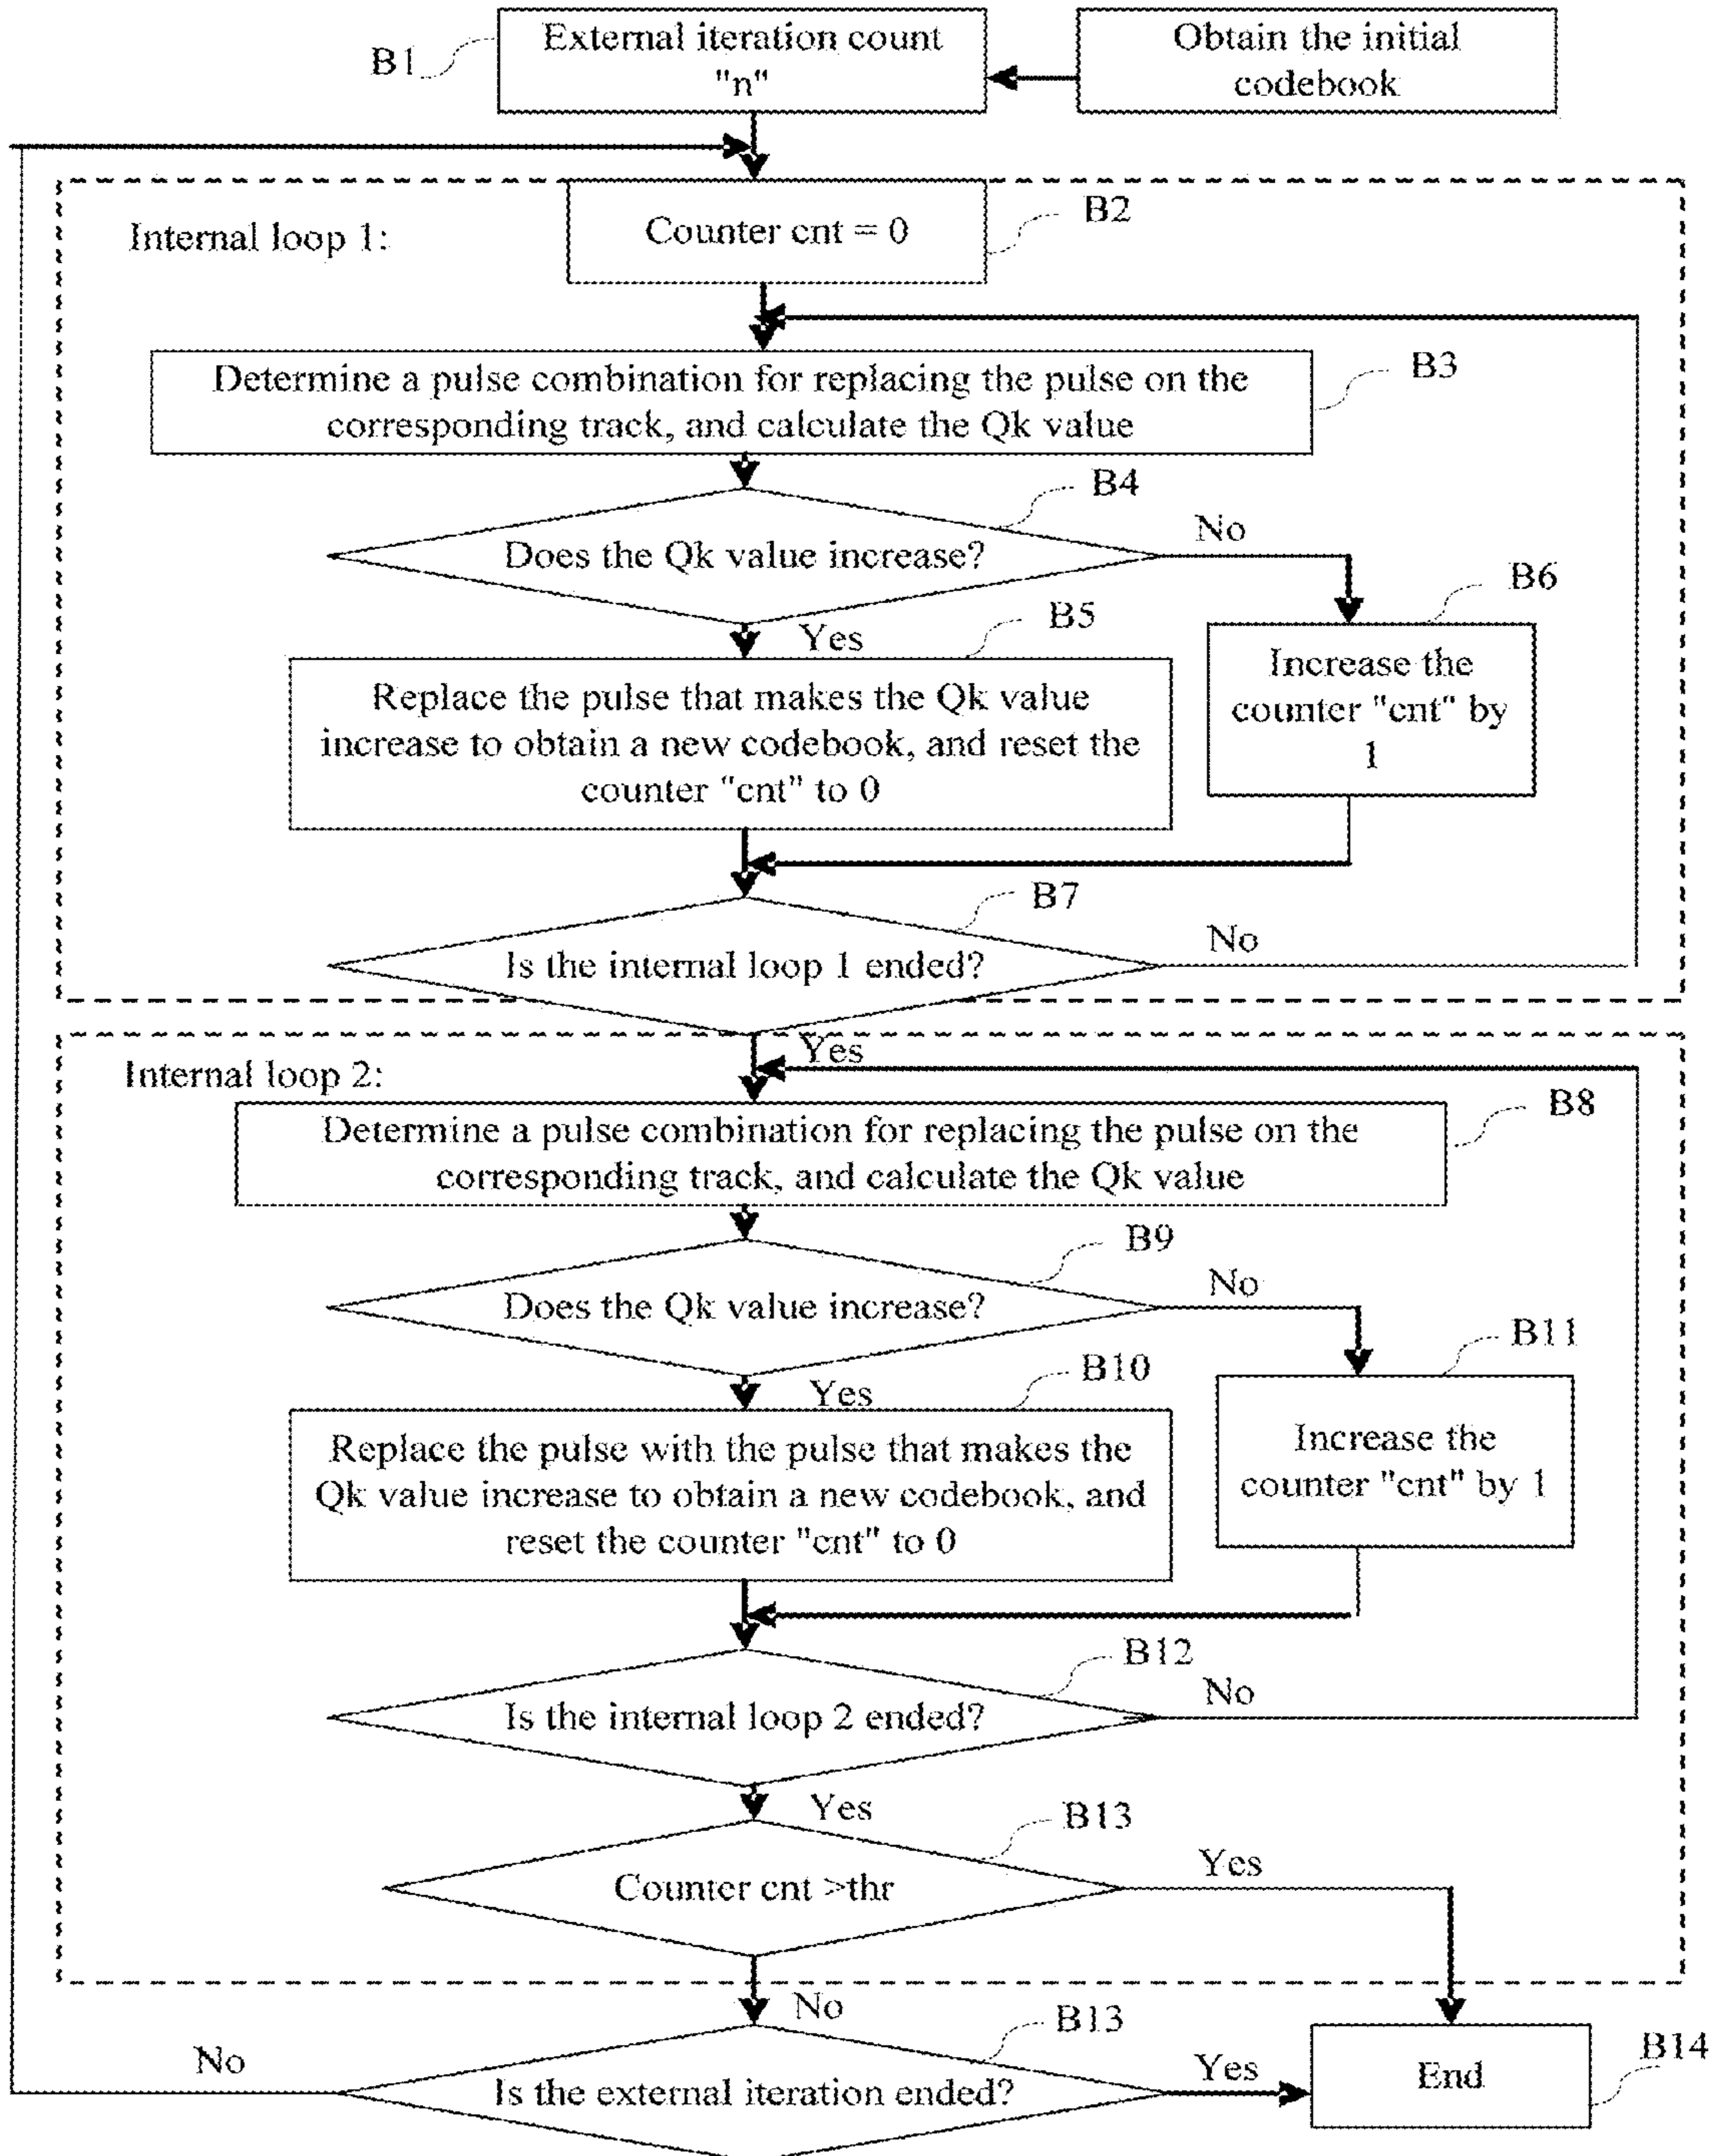 B1
External iteration count
"n"
Obtain the initial
codebook
Internal loop 1:
Counter cnt = 0
B2
Determine a pulse combination for replacing the pulse on the
corresponding track, and calculate the Qk value
B3
B4
Does the Qk value increase?
No
Yes
B5
B6
Replace the pulse that makes the Qk value
increase to obtain a new codebook, and reset the
counter "cnt" to 0
Increase the
counter "cnt" by
1
B7
Is the internal loop 1 ended?
No
Yes
Internal loop 2:
B8
Determine a pulse combination for replacing the pulse on the
corresponding track, and calculate the Qk value
B9
Does the Qk value increase?
No
Yes
B10
B11
Replace the pulse with the pulse that makes the
Qk value increase to obtain a new codebook, and
reset the counter "cnt" to 0
Increase the
counter "cnt" by 1
B12
Is the internal loop 2 ended?
No
Yes
B13
Counter cnt >thr
Yes
No
B13
Is the external iteration ended?
No
Yes
End
B14